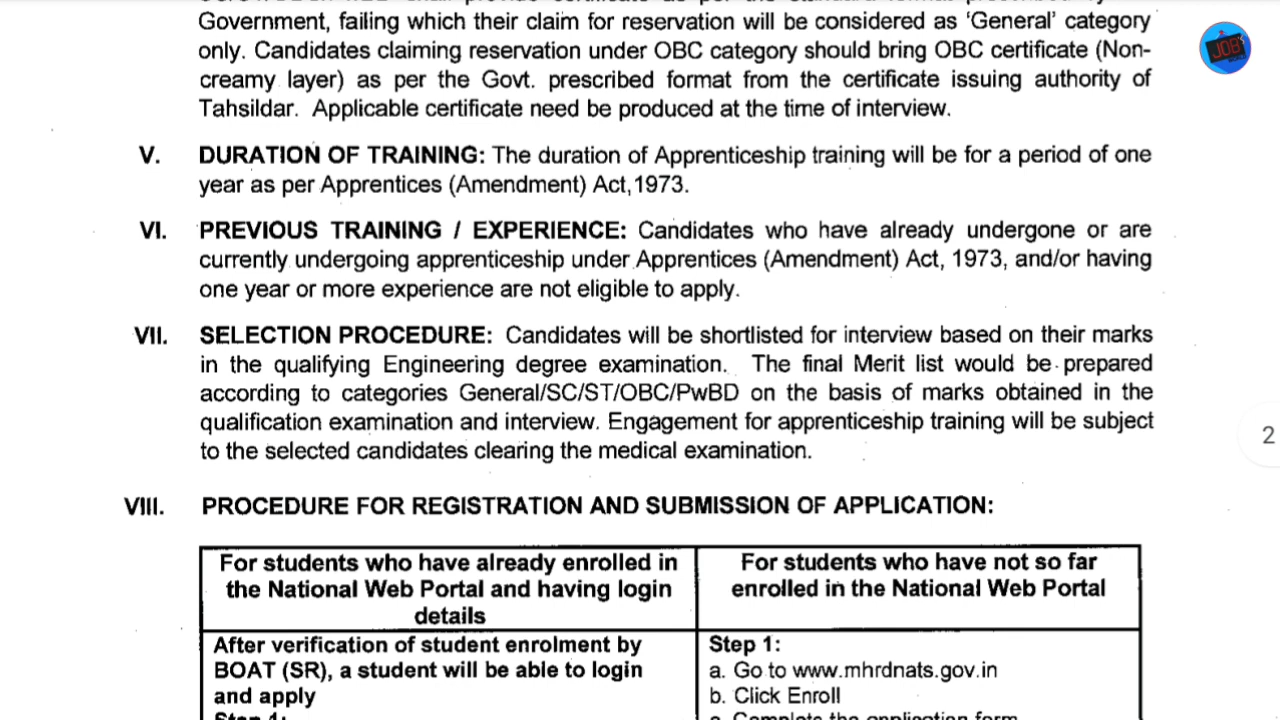 Government, failing which their claim for reservation will be considered as 'General' category
only. Candidates claiming reservation under OBC category should bring OBC certificate (Non-
creamy layer) as per the Govt. prescribed format from the certificate issuing authority of
Tahsildar. Applicable certificate need be produced at the time of interview.
V. DURATION OF TRAINING: The duration of Apprenticeship training will be for a period of one
year as per Apprentices (Amendment) Act,1973.
VI. PREVIOUS TRAINING / EXPERIENCE: Candidates who have already undergone or are
currently undergoing apprenticeship under Apprentices (Amendment) Act, 1973, and/or having
one year or more experience are not eligible to apply.
VII. SELECTION PROCEDURE: Candidates will be shortlisted for interview based on their marks
in the qualifying Engineering degree examination. The final Merit list would be prepared
according to categories General/SC/ST/OBC/PwBD on the basis of marks obtained in the
qualification examination and interview. Engagement for apprenticeship training will be subject
to the selected candidates clearing the medical examination.
2
VIII. PROCEDURE FOR REGISTRATION AND SUBMISSION OF APPLICATION:
For students who have already enrolled in
the National Web Portal and having login
details
For students who have not so far
enrolled in the National Web Portal
After verification of student enrolment by
BOAT (SR), a student will be able to login
and apply
Step 1:
Step 1:
a. Go to www.mhrdnats.gov.in
b. Click Enroll
c. Complete the application form
JOB'S